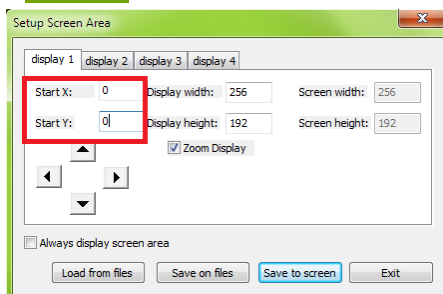 Setup Screen Area
display 1 display 2 display 3 display 4
Start X: 0 Display width: 256 Screen width: 256
Start Y: 0 Display height: 192 Screen height: 192
Zoom Display
Always display screen area
Load from files Save on files Save to screen Exit